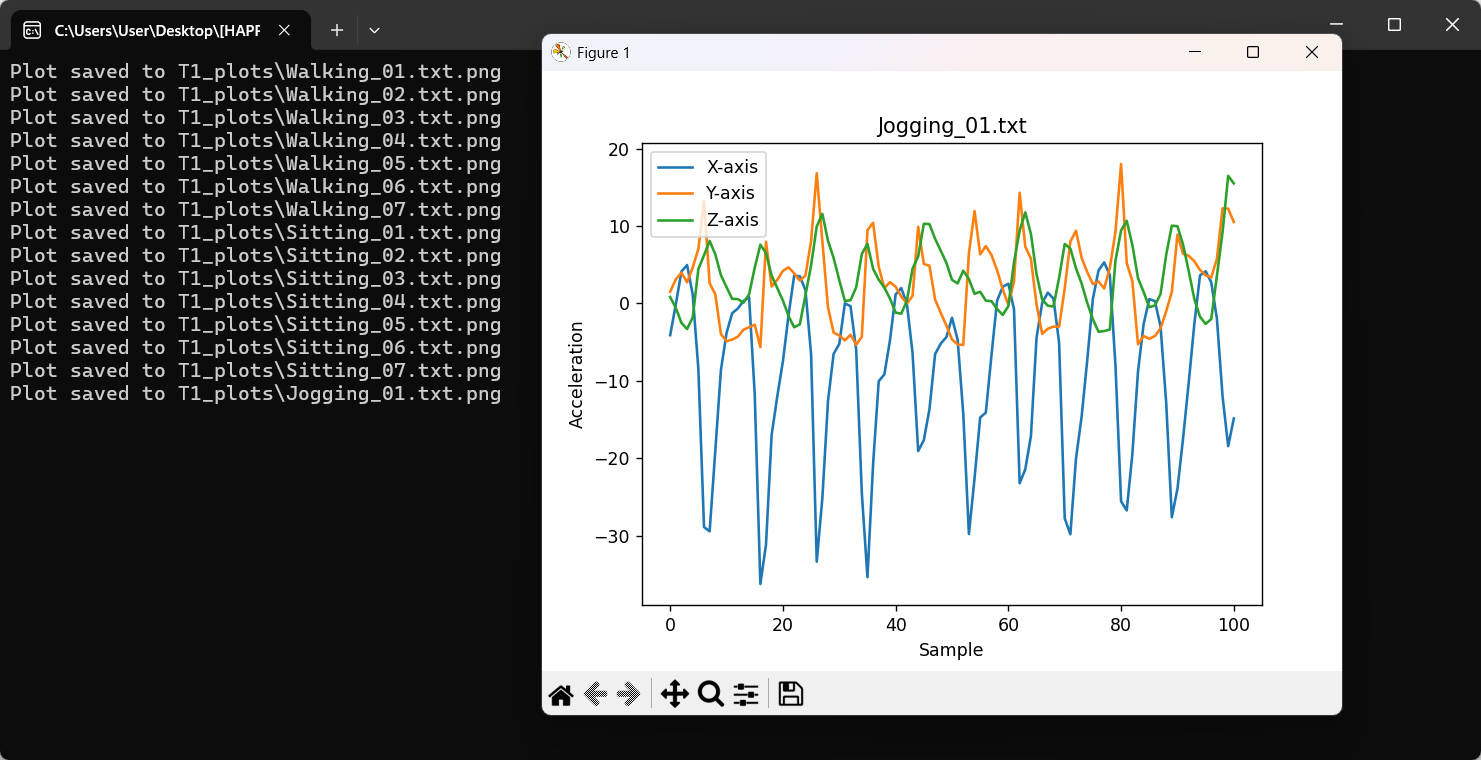 C:\Users\User\Desktop\[HAPF
Plot saved to T1_plots\Walking_01.txt.png
Plot saved to T1_plots\Walking_02.txt.png
Plot saved to T1_plots\Walking_03.txt.png
Plot saved to T1_plots\Walking_04.txt.png
Plot saved to T1_plots\Walking_05.txt.png
Plot saved to T1_plots\Walking_06.txt.png
Plot saved to T1_plots\Walking_07.txt.png
Plot saved to T1_plots\Sitting_01.txt.png
Plot saved to T1_plots\Sitting_02.txt.png
Plot saved to T1_plots\Sitting_03.txt.png
Plot saved to T1_plots\Sitting_04.txt.png
Plot saved to T1_plots\Sitting_05.txt.png
Plot saved to T1_plots\Sitting_06.txt.png
Plot saved to T1_plots\Sitting_07.txt.png
Plot saved to T1_plots\Jogging_01.txt.png
Figure 1
Jogging_01.txt
X-axis
Y-axis
Z-axis
Acceleration
20
10
0
−10
−20
−30
0 20 40 60 80 100
Sample